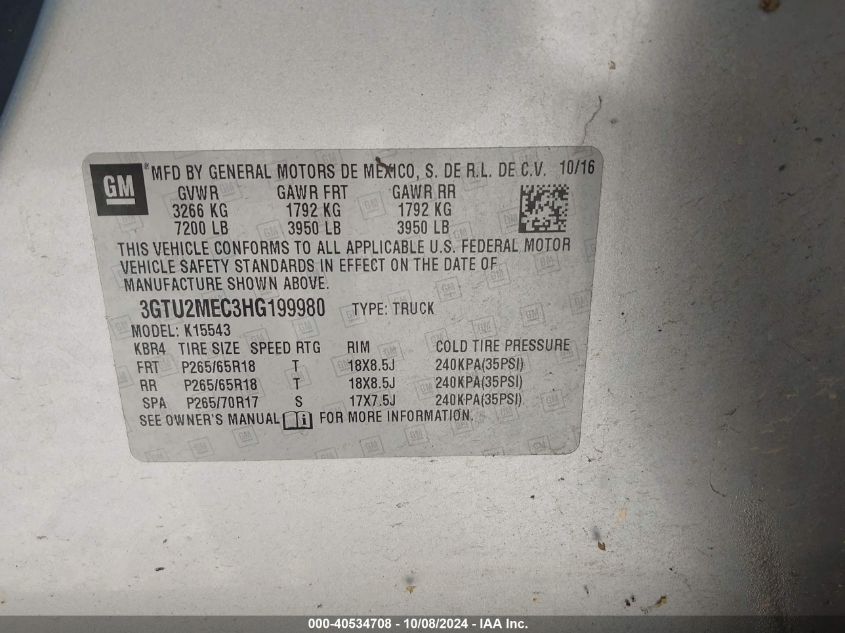 GM
®MFD BY GENERAL MOTORS DE MEXICO, S. DE R.L. DE C.V. 10/16
GVWR GAWR FRT GAWR RR
3266 KG 1792 KG 1792 KG
7200 LB 3950 LB 3950 LB
THIS VEHICLE CONFORMS TO ALL APPLICABLE U.S. FEDERAL MOTOR
VEHICLE SAFETY STANDARDS IN EFFECT ON THE DATE OF
MANUFACTURE SHOWN ABOVE.
3GTU2MEC3HG199980 TYPE: TRUCK
MODEL: K15543
KBR4 TIRE SIZE SPEED RTG RIM COLD TIRE PRESSURE
FRT P265/65R18 T 18X8.5J 240KPA(35PSI)
RR P265/65R18 T 18X8.5J 240KPA(35PSI)
SPA P265/70R17 S 17X7.5J 240KPA(35PSI)
SEE OWNER'S MANUAL FOR MORE INFORMATION.
000-40534708 - 10/08/2024 - IAA Inc.